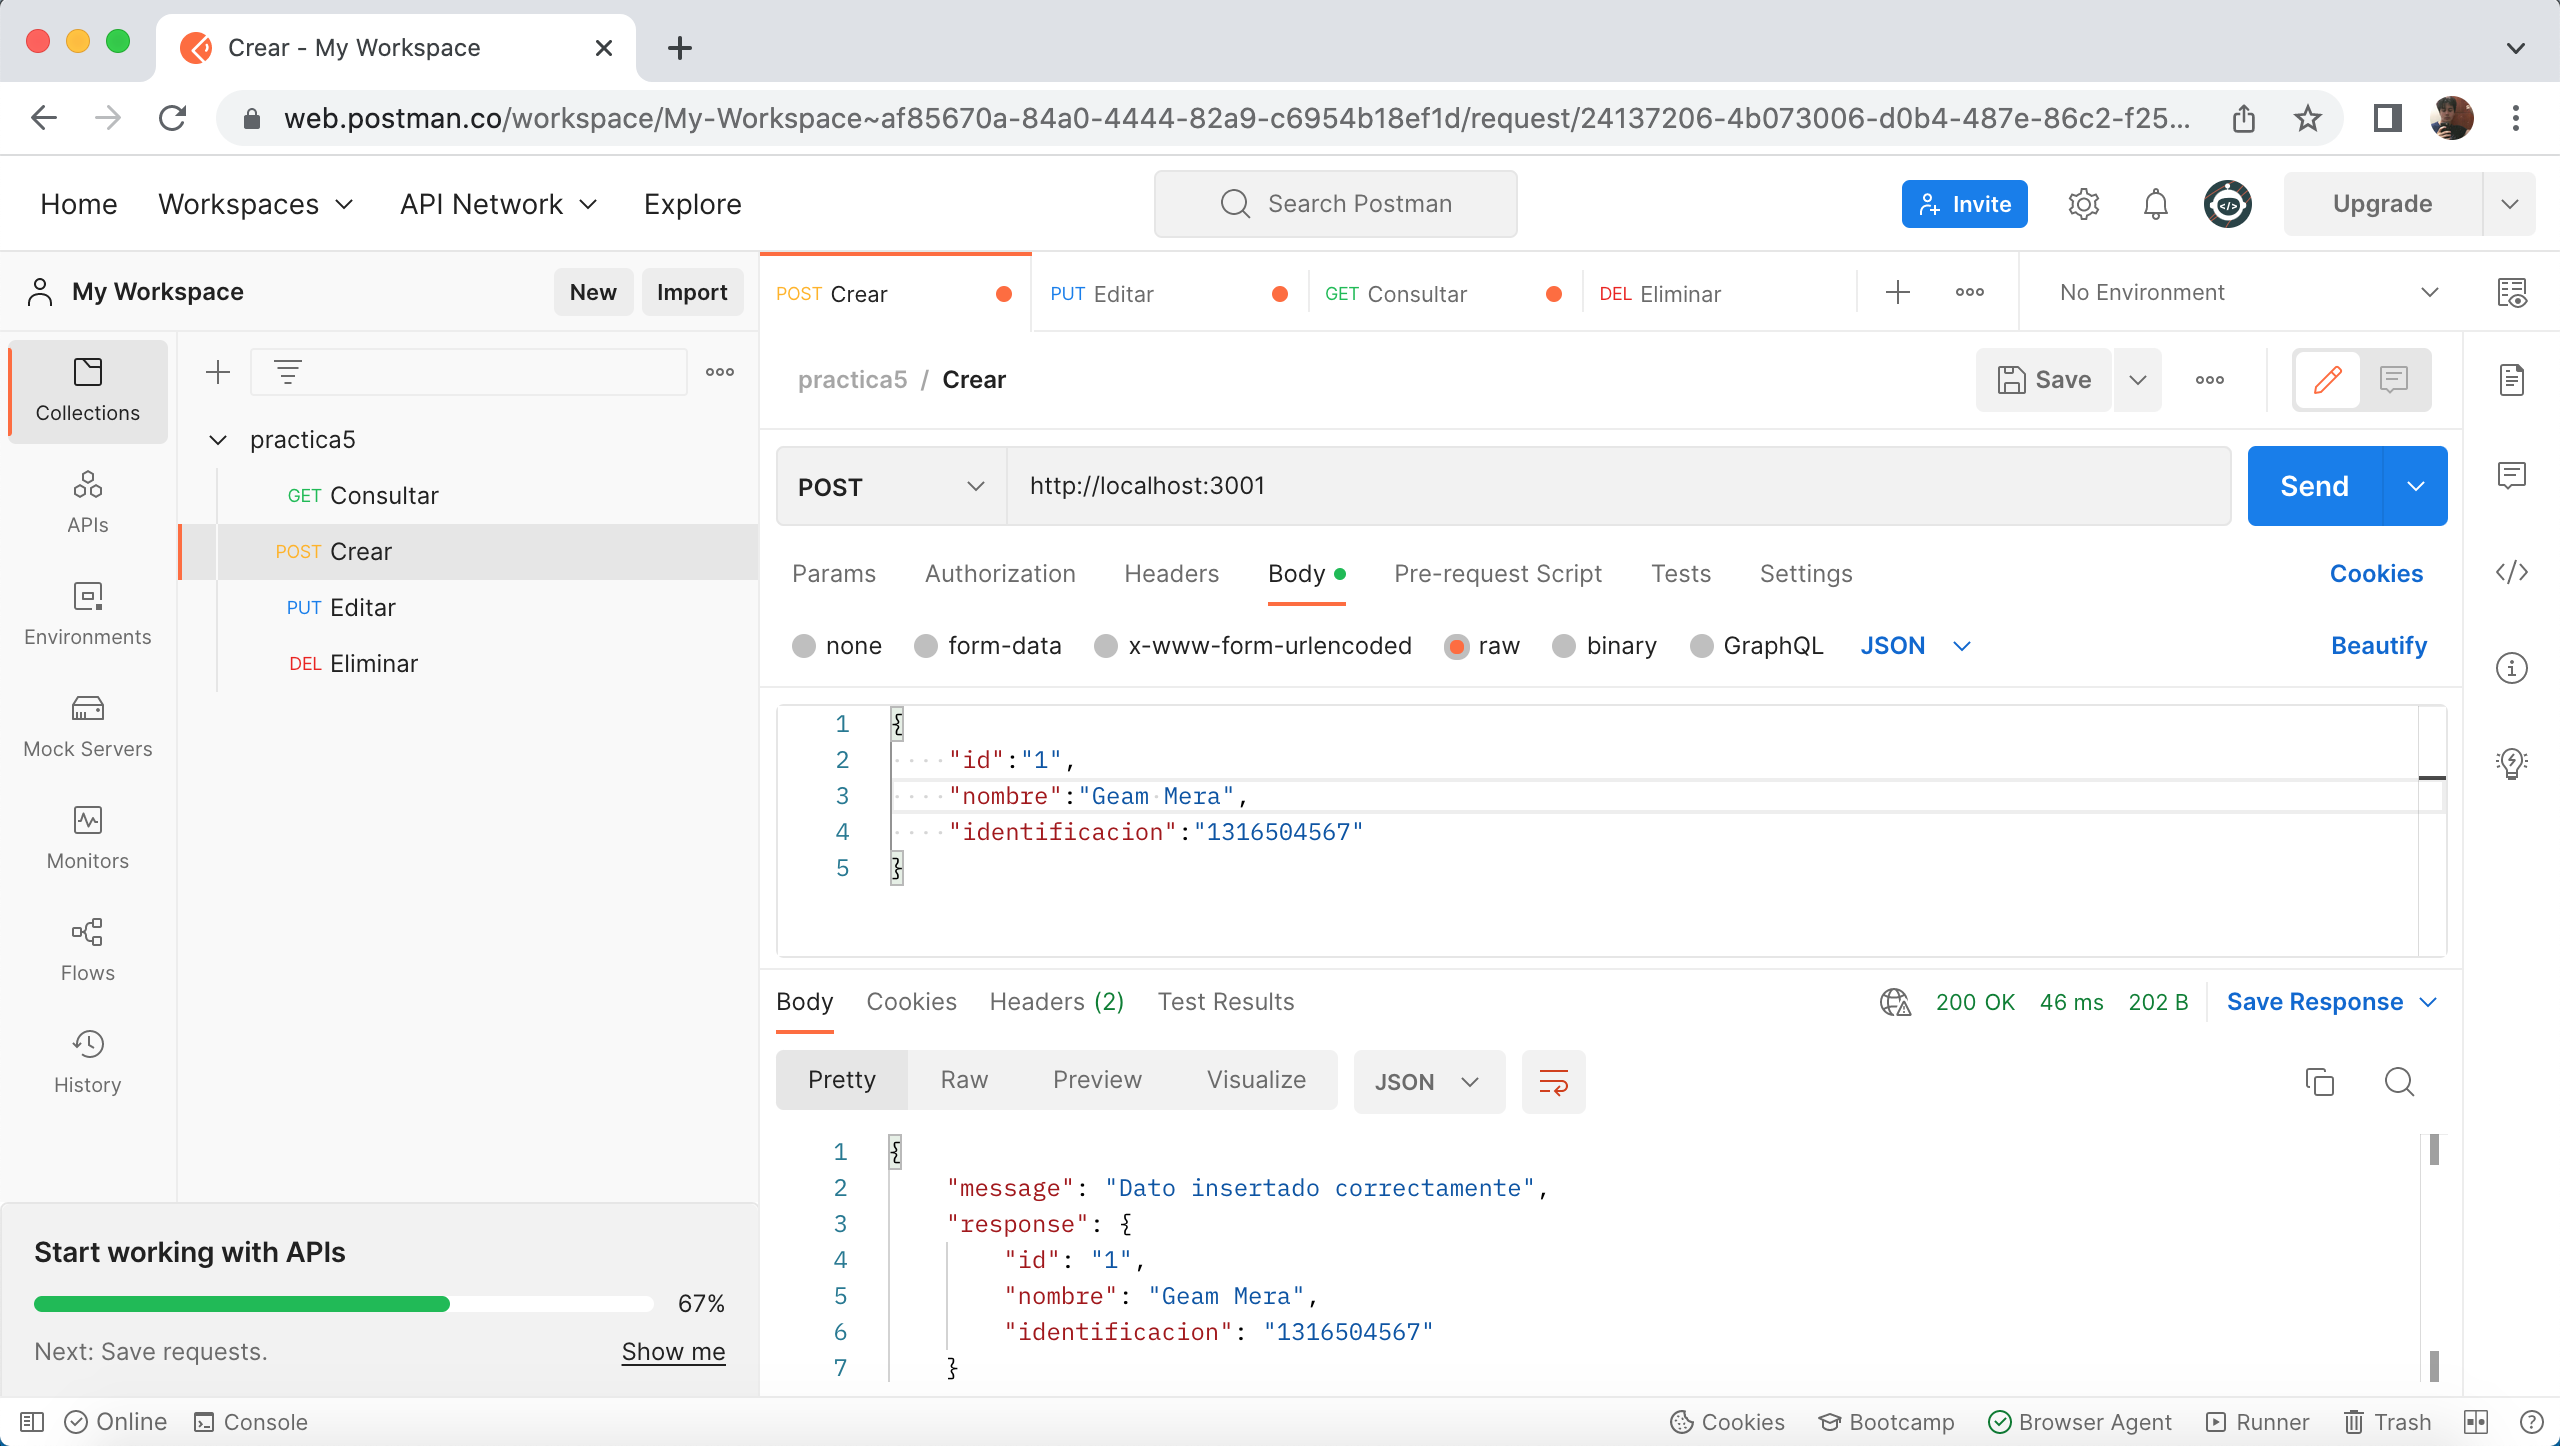 Crear - My Workspace
web.postman.co/workspace/My-Workspace~af85670a-84a0-4444-82a9-c6954b18ef1d/request/24137206-4b073006-d0b4-487e-86c2-f25...
Home Workspaces API Network Explore Search Postman Invite Upgrade
My Workspace New Import
POST Crear PUT Editar GET Consultar DEL Eliminar No Environment
Collections
APIs
Environments
Mock Servers
Monitors
Flows
History
practica5
GET Consultar
POST Crear
PUT Editar
DEL Eliminar
practica5 / Crear Save
POST http://localhost:3001 Send
Params Authorization Headers Body Pre-request Script Tests Settings Cookies
none form-data x-www-form-urlencoded raw binary GraphQL JSON Beautify
1 {
2 "id":"1",
3 "nombre":"Geam Mera",
4 "identificacion":"1316504567"
5 }
Body Cookies Headers (2) Test Results 200 OK 46 ms 202 B Save Response
Pretty Raw Preview Visualize JSON
1 {
2 "message": "Dato insertado correctamente",
3 "response": {
4 "id": "1",
5 "nombre": "Geam Mera",
6 "identificacion": "1316504567"
7 }
Start working with APIs
67%
Next: Save requests. Show me
Online Console Cookies Bootcamp Browser Agent Runner Trash